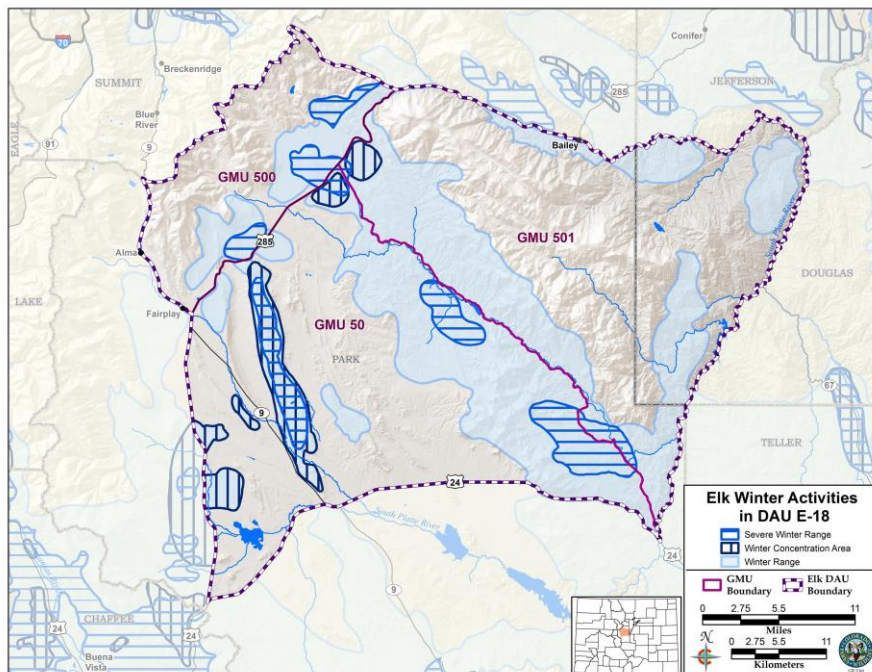 70
Breckenridge
SUMMIT
Conifer
JEFFERSON
285
EAGLE
Blue
River
91
9
Bailey
GMU 500
South Platte River
GMU 501
285
Alma
DOUGLAS
LAKE
Fairplay
GMU 50
PARK
67
9
TELLER
24
South Platte River
24
9
CHAFFEE
24
24
Buena
Vista
Elk Winter Activities
in DAU E-18
Severe Winter Range
Winter Concentration Area
Winter Range
GMU
Boundary
Elk DAU
Boundary
0 2.75 5.5 11
Miles
0 2.75 5.5 11
Kilometers
N